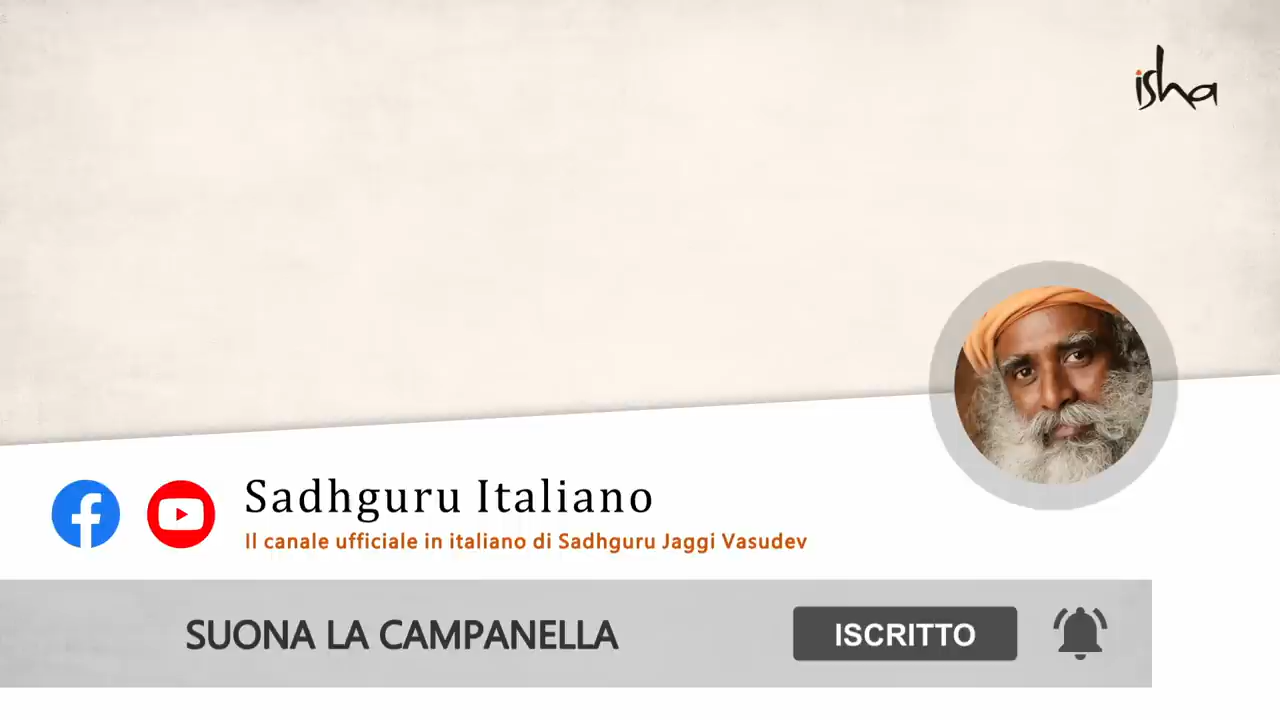 isha
Sadhguru Italiano
Il canale ufficiale in italiano di Sadhguru Jaggi Vasudev
SUONA LA CAMPANELLA
ISCRITTO